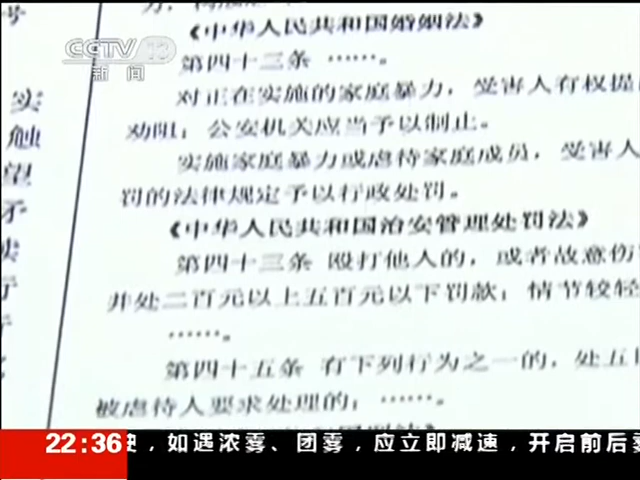 CCTV 13
新闻
《中华人民共和国婚姻法》
第四十三条 ……。
对正在实施的家庭暴力，受害人有权提
劝阻；公安机关应当予以制止。
实施家庭暴力或虐待家庭成员，受害人
罚的法律规定予以行政处罚。
《中华人民共和国治安管理处罚法》
第四十三条 殴打他人的，或者故意伤
并处二百元以上五百元以下罚款；情节较轻
……。
第四十五条 有下列行为之一的，处五
被虐待人要求处理的；……。
实
触
望
矛
22:36 ，如遇浓雾、团雾，应立即减速，开启前后雾